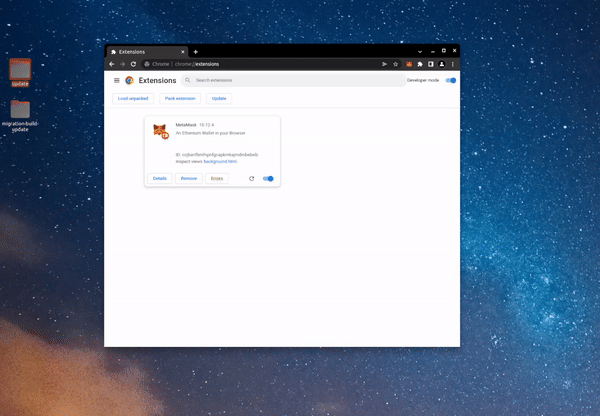 Update
migration-build-
update
Extensions
Chrome | chrome://extensions
Extensions
Search extensions
Developer mode
Load unpacked
Pack extension
Update
MetaMask 10.12.4
An Ethereum Wallet in your Browser
ID:
Inspect views background.html
Details
Remove
Errors